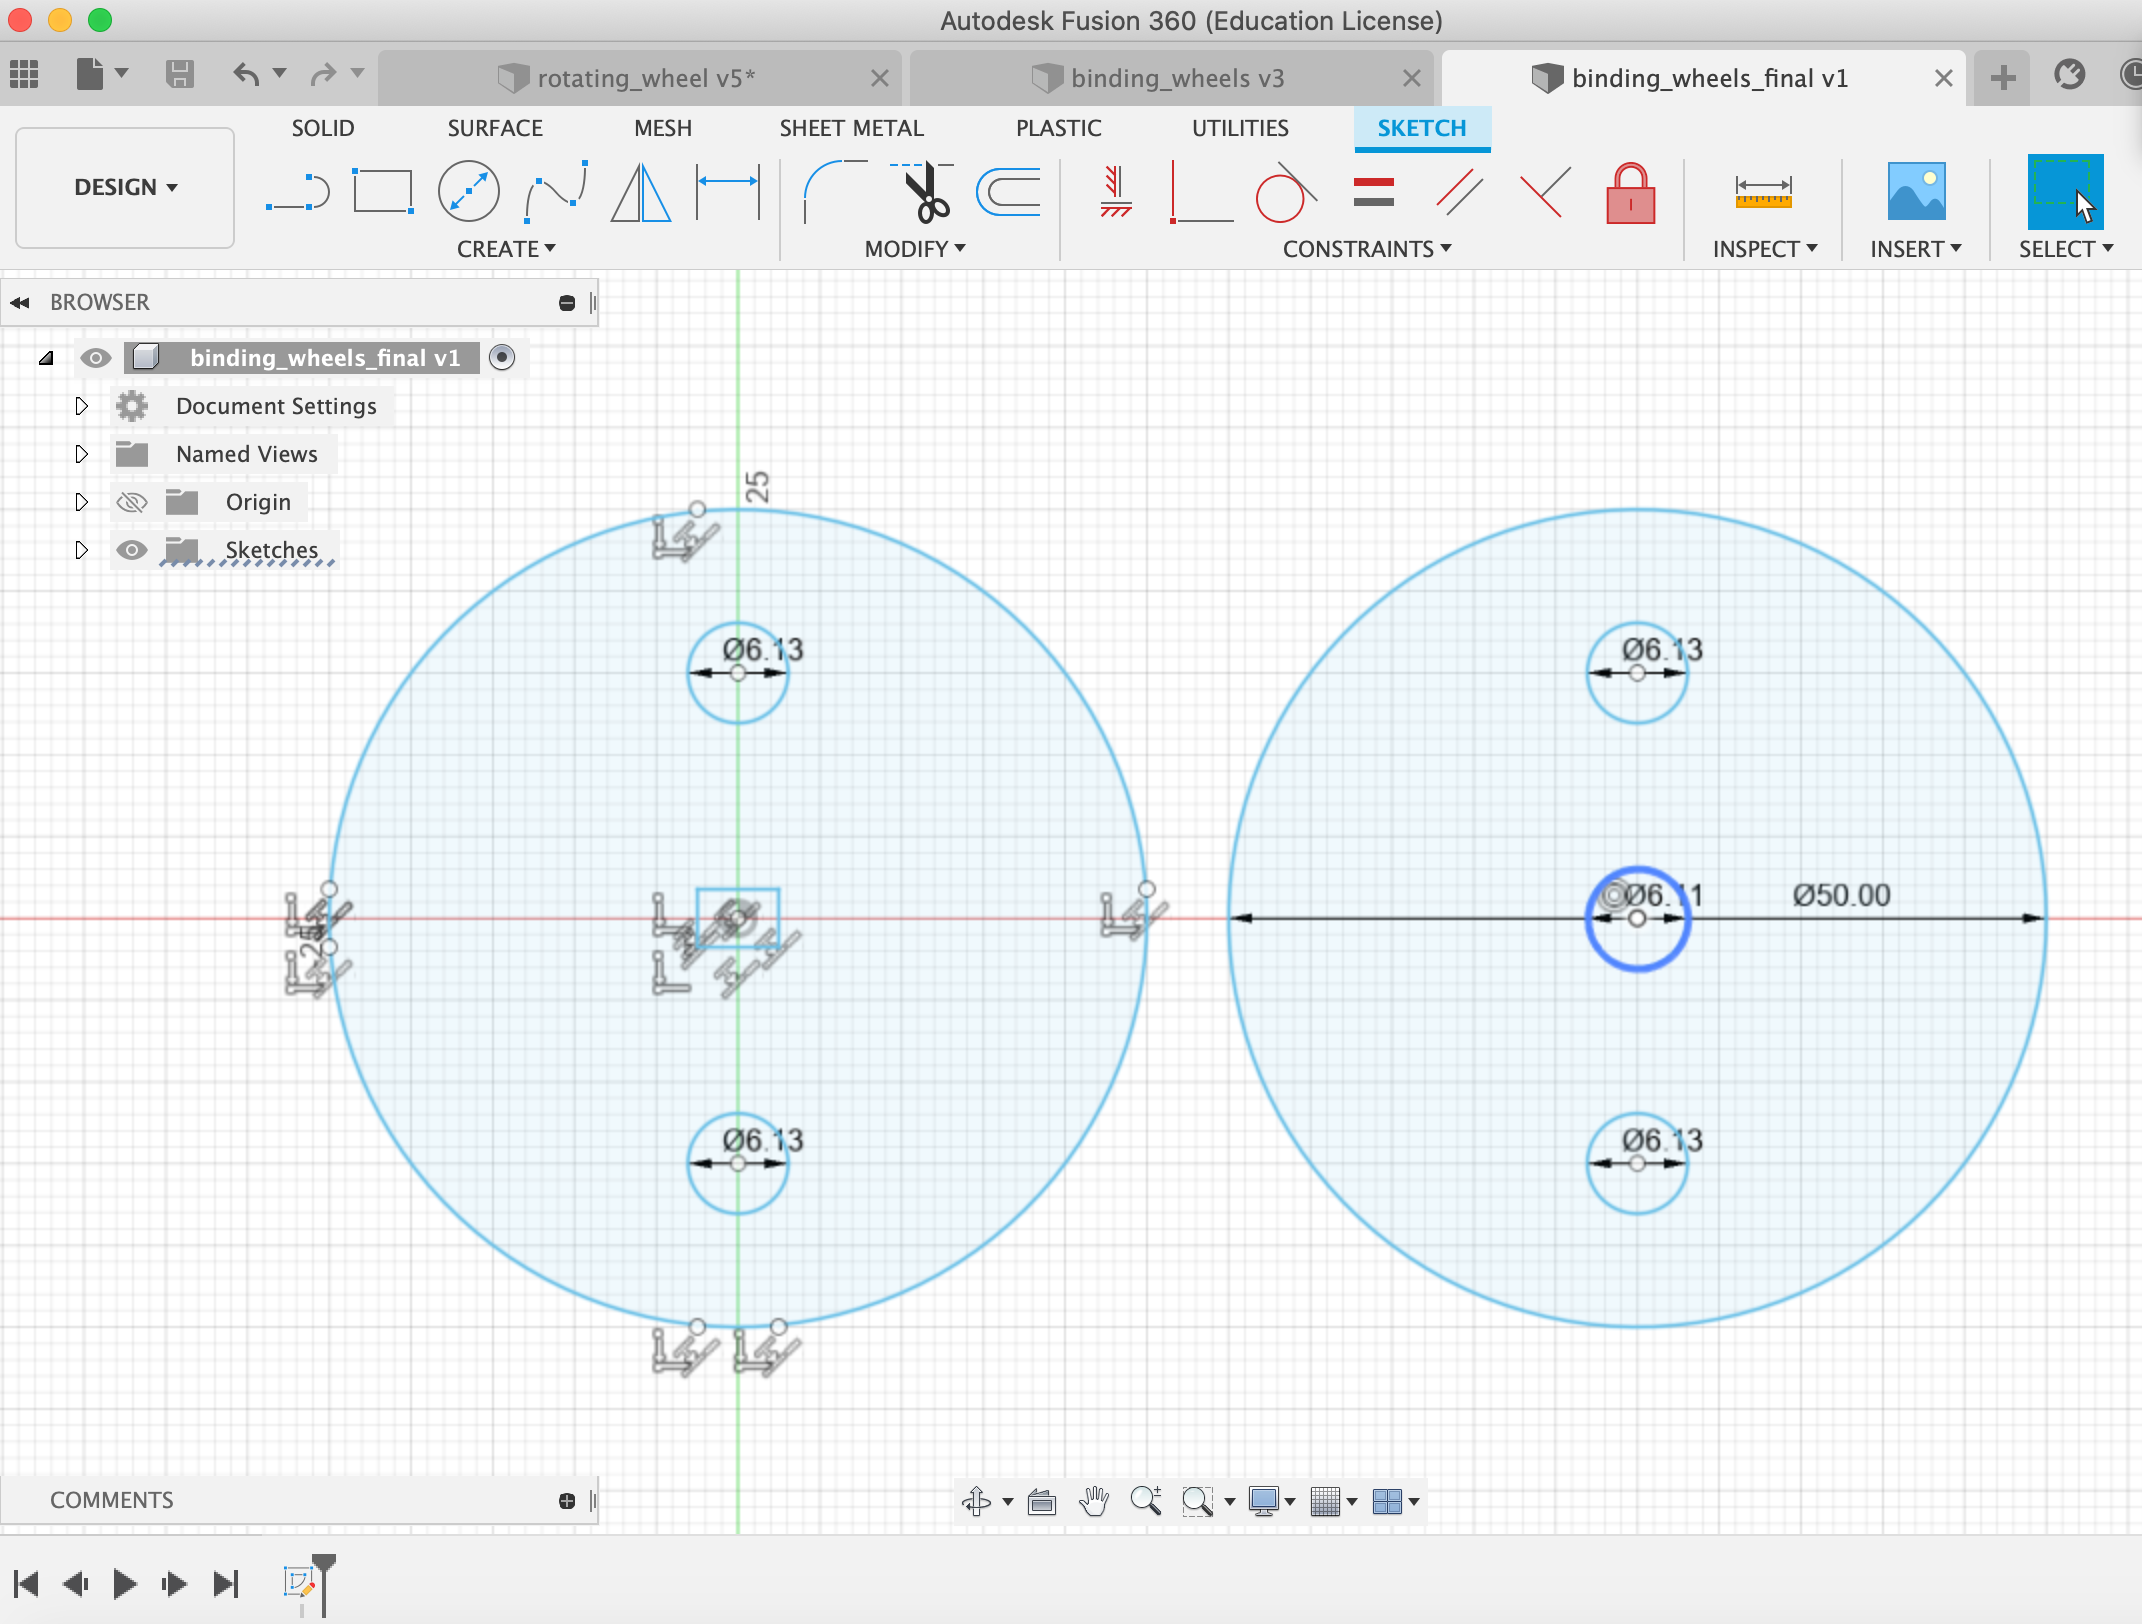 Autodesk Fusion 360 (Education License)
rotating_wheel v5*
binding_wheels v3
binding_wheels_final v1
SOLID SURFACE MESH SHEET METAL PLASTIC UTILITIES SKETCH
DESIGN
CREATE MODIFY CONSTRAINTS INSPECT INSERT SELECT
BROWSER
binding_wheels_final v1
Document Settings
Named Views
Origin
Sketches
25
Ø6.13
Ø6.13
Ø6.11
Ø50.00
25
Ø6.13
Ø6.13
COMMENTS